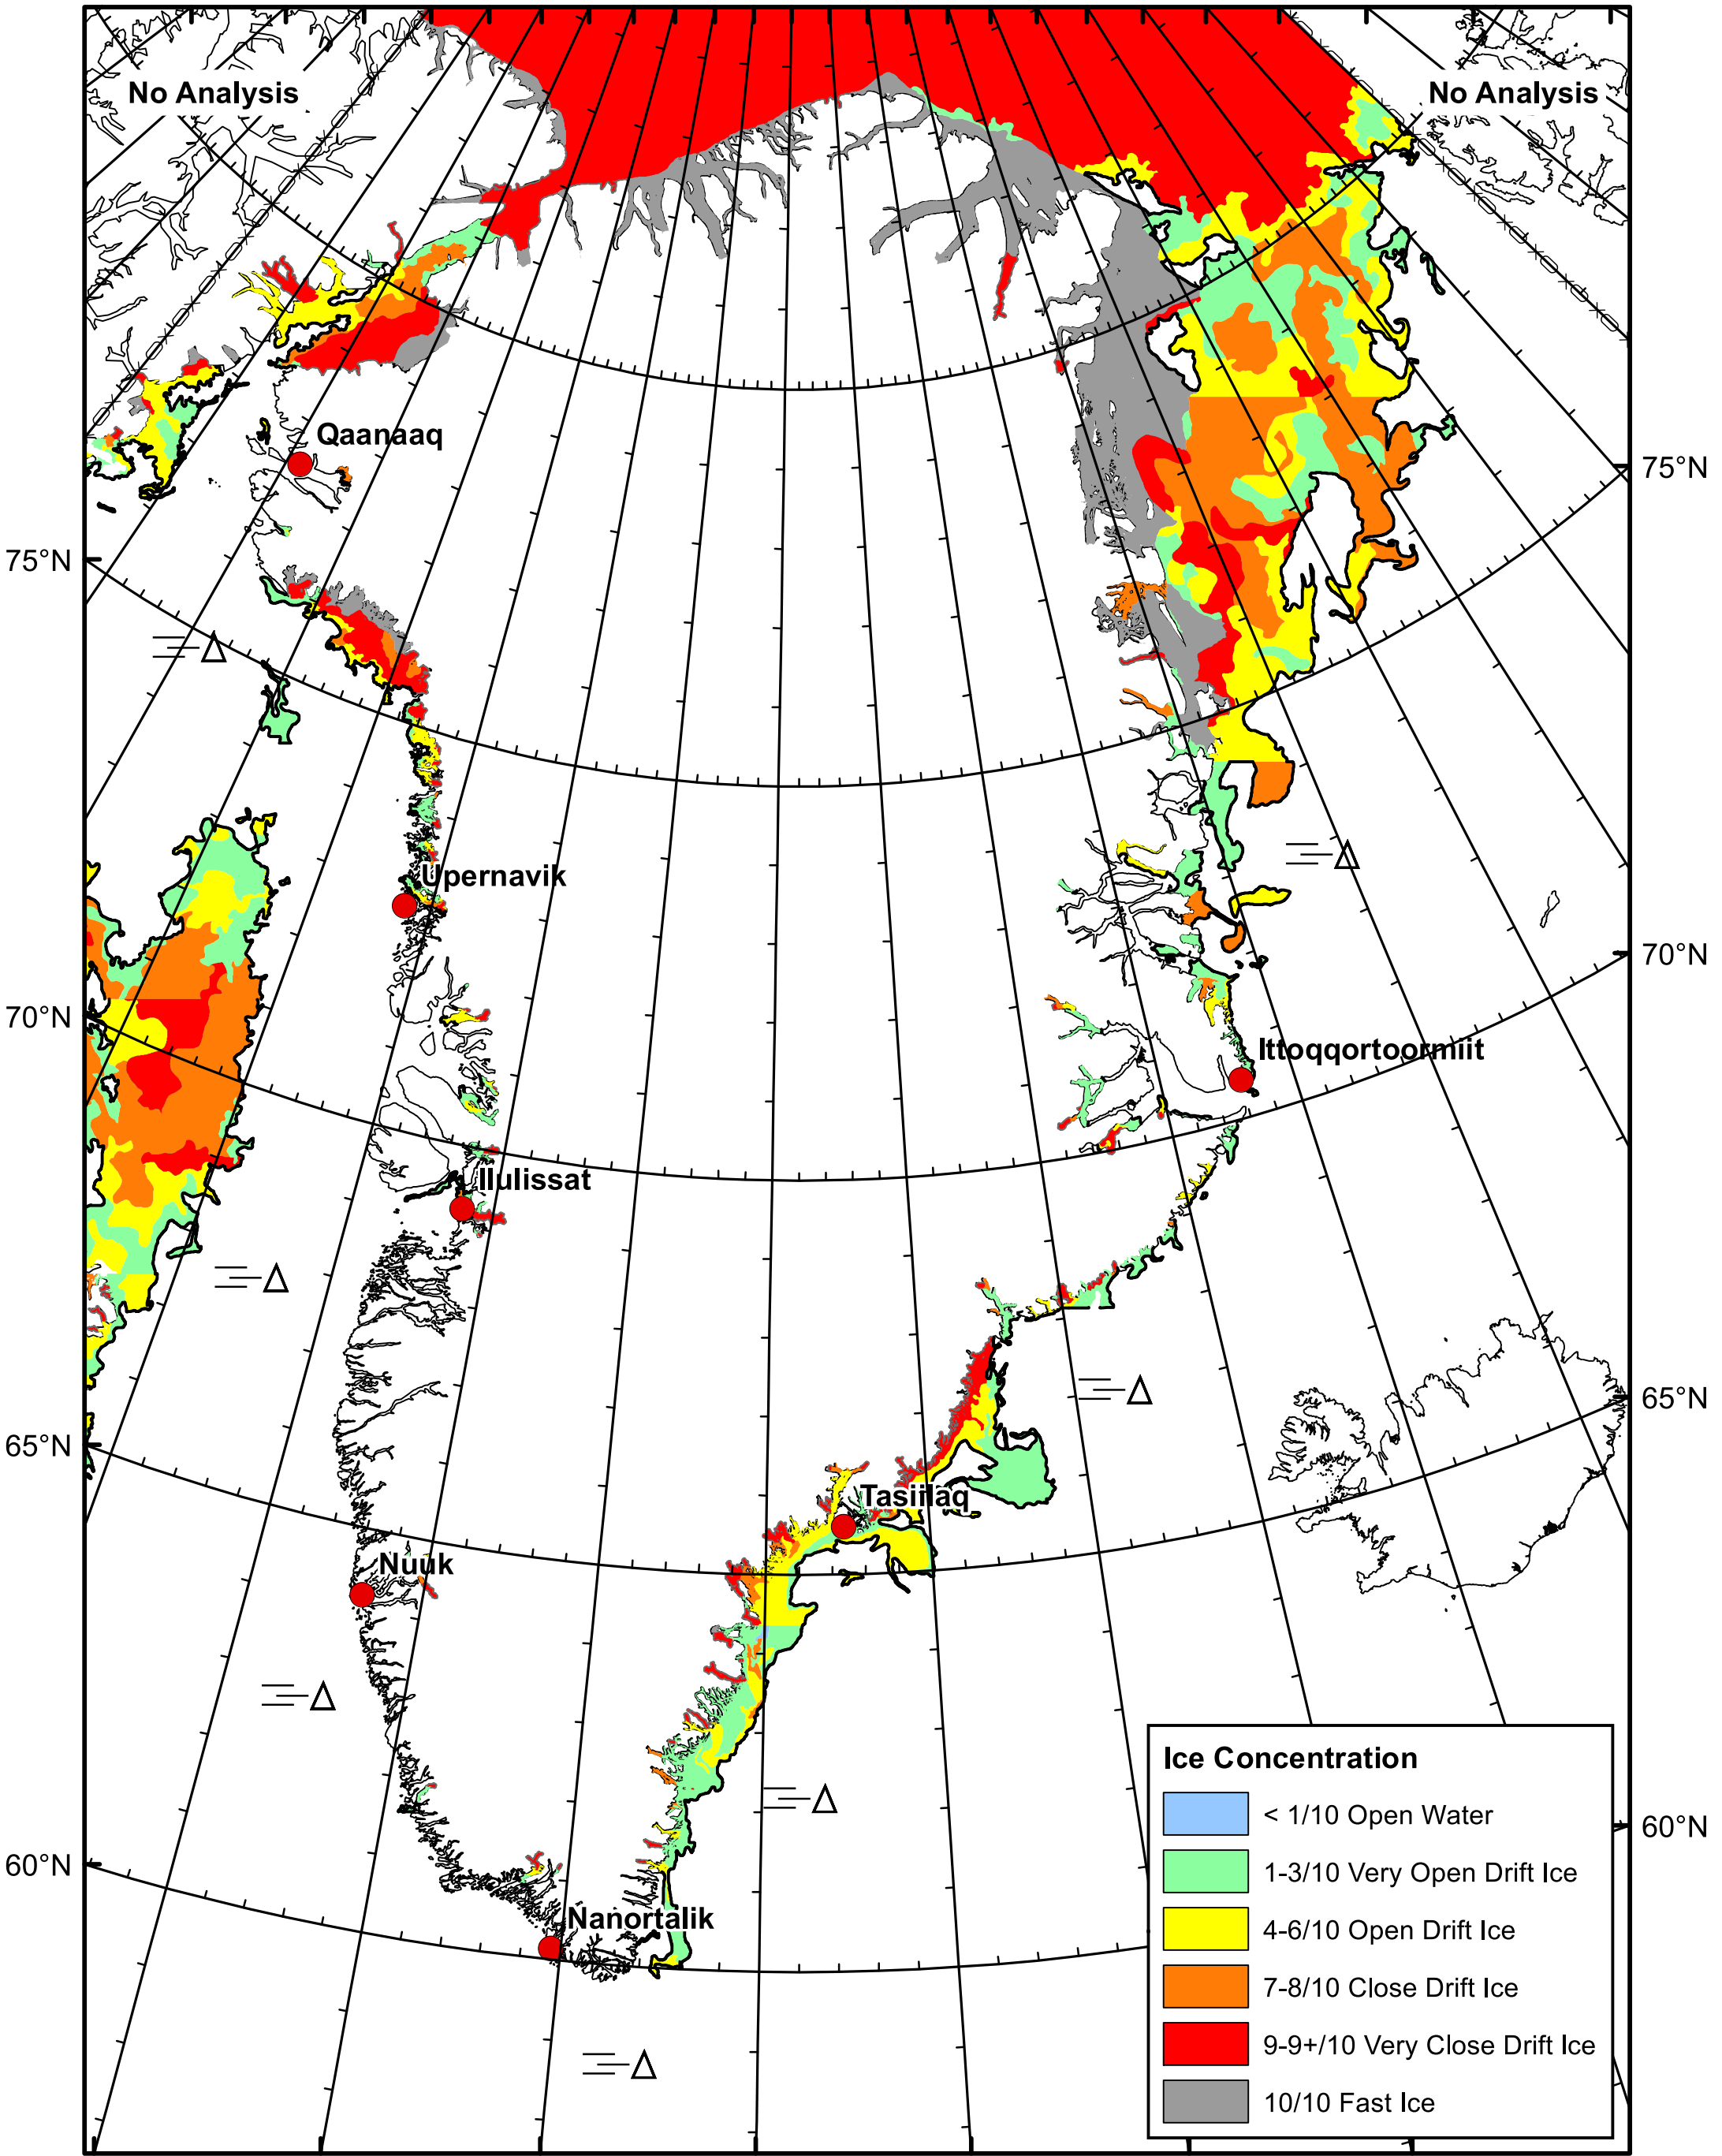 No Analysis
No Analysis
Qaanaaq
75°N
75°N
Upernavik
70°N
70°N
Ittoqqortoormiit
Ilulissat
65°N
65°N
Tasiilaq
Nuuk
60°N
60°N
Nanortalik
Ice Concentration
< 1/10 Open Water
1-3/10 Very Open Drift Ice
4-6/10 Open Drift Ice
7-8/10 Close Drift Ice
9-9+/10 Very Close Drift Ice
10/10 Fast Ice